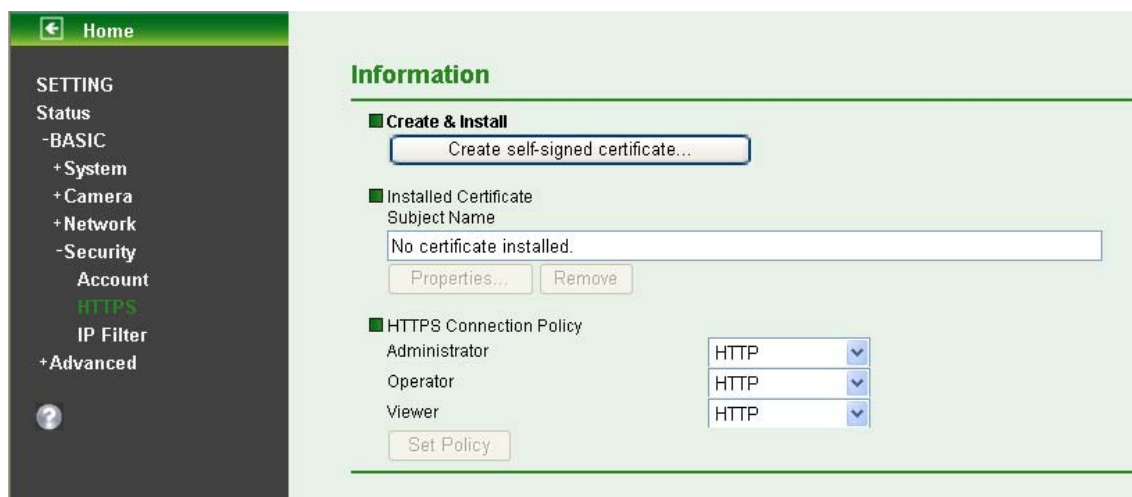 Home
SETTING
Status
-BASIC
+System
+Camera
+Network
-Security
Account
HTTPS
IP Filter
+Advanced
?
Information
Create & Install
Create self-signed certificate...
Installed Certificate
Subject Name
No certificate installed.
Properties... Remove
HTTPS Connection Policy
Administrator HTTP
Operator HTTP
Viewer HTTP
Set Policy